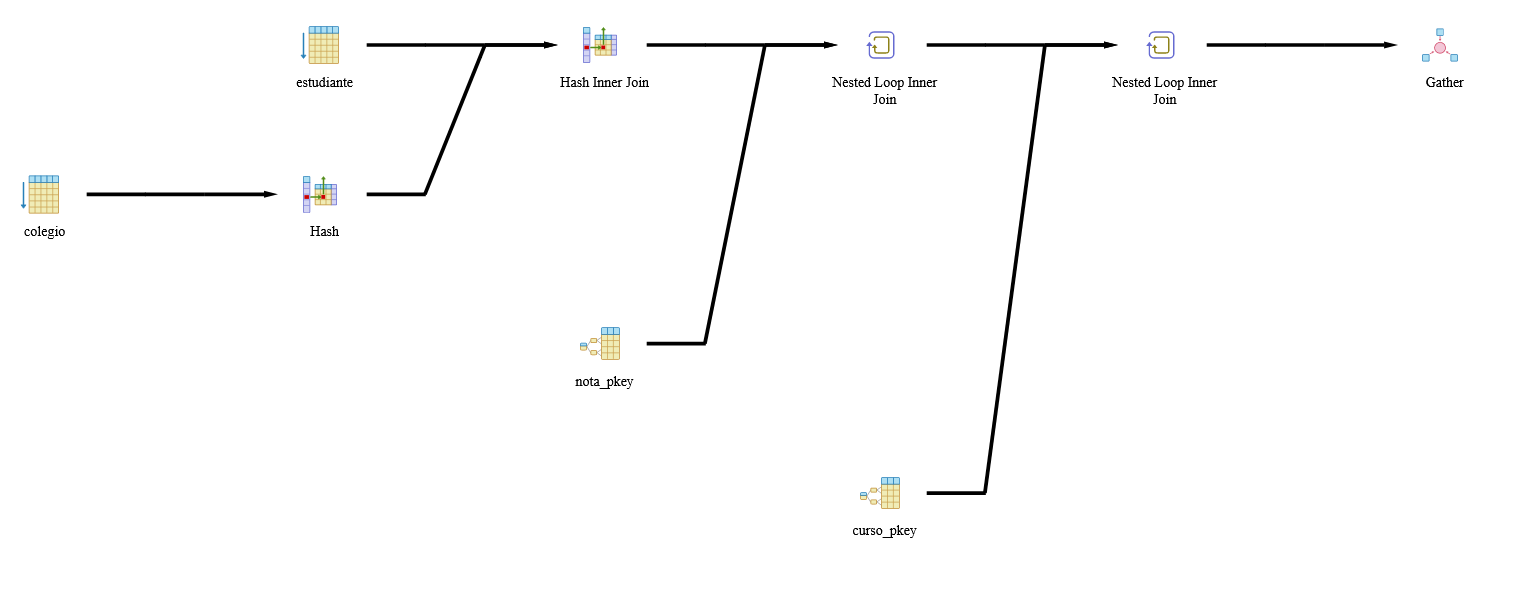 estudiante
Hash Inner Join
Nested Loop Inner
Join
Nested Loop Inner
Join
Gather
colegio
Hash
nota_pkey
curso_pkey